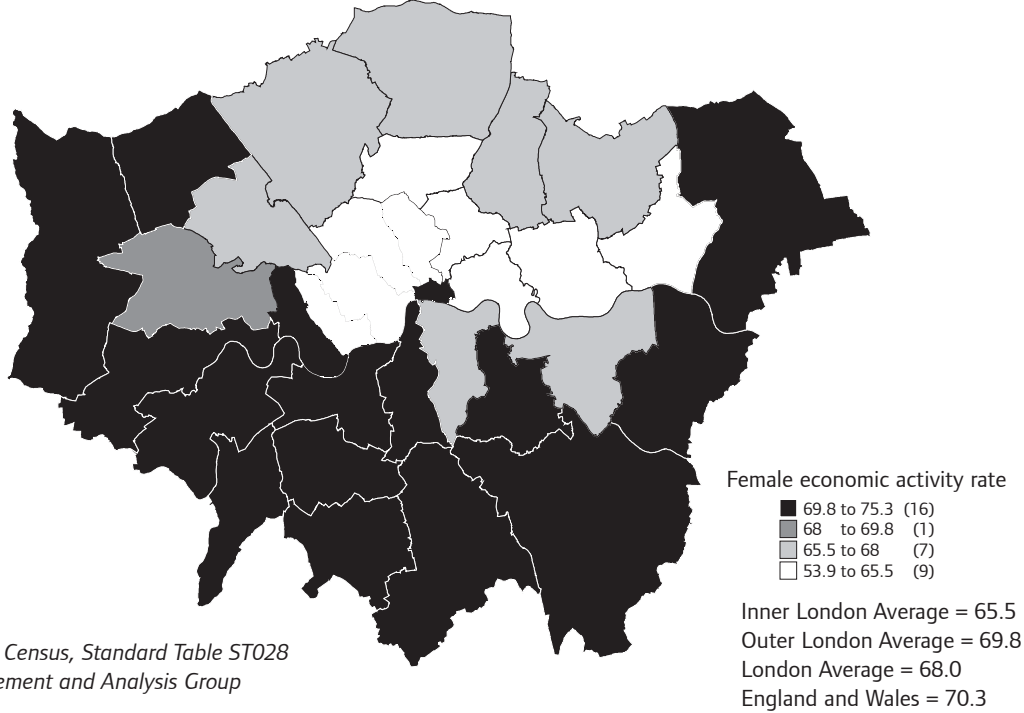 Female economic activity rate
69.8 to 75.3 (16)
68 to 69.8 (1)
65.5 to 68 (7)
53.9 to 65.5 (9)
Inner London Average = 65.5
Outer London Average = 69.8
London Average = 68.0
England and Wales = 70.3
Census, Standard Table ST028
ement and Analysis Group